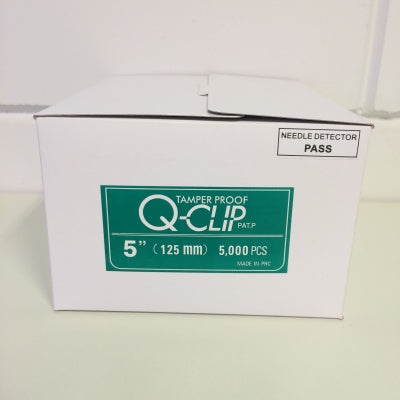 NEEDLE DETECTOR
PASS
TAMPER PROOF
Q-CLIP
PAT.P
5" (125 mm) 5,000 PCS
MADE IN PRC